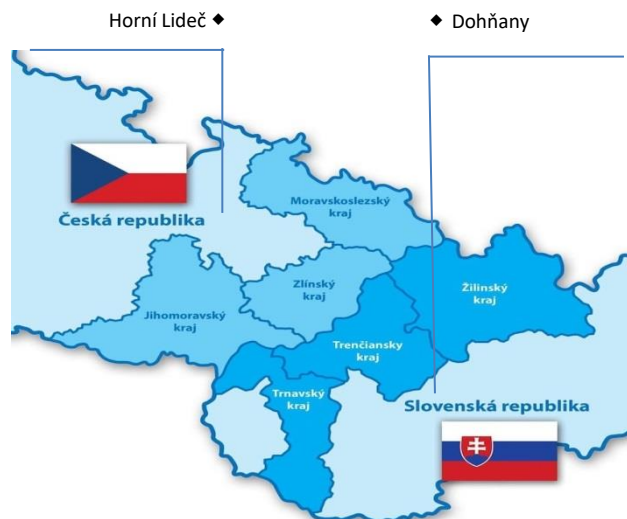 Horní Lideč ◆
◆ Dohňany
Moravskoslezský
kraj
Česká republika
Zlínský
kraj
Žilinský
kraj
Jihomoravský
kraj
Trenčiansky
kraj
Trnavský
kraj
Slovenská republika